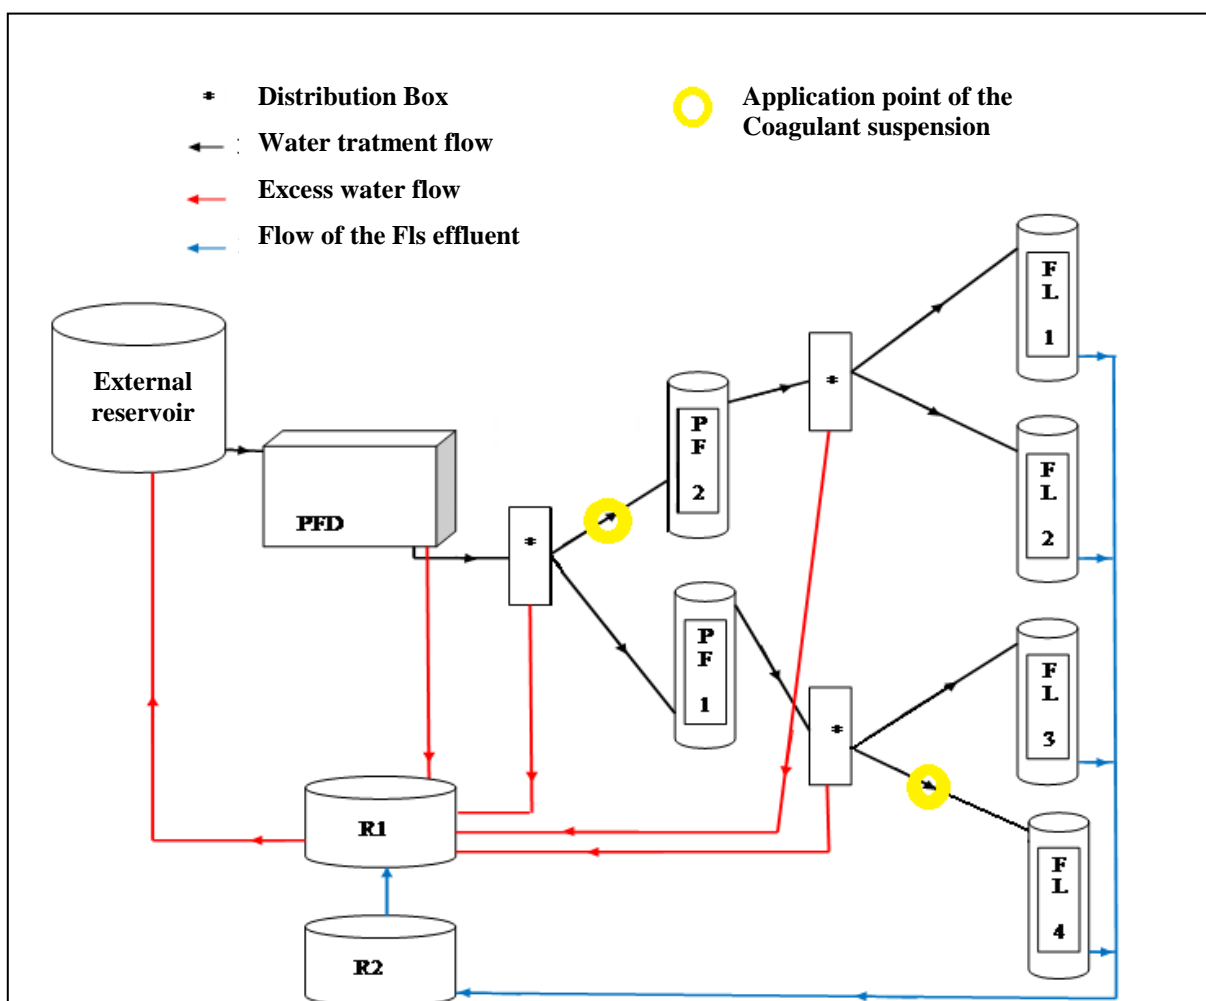 Distribution Box
Water tratment flow
Excess water flow
Flow of the Fls effluent
Application point of the
Coagulant suspension
External
reservoir
PFD
*
*
*
*
P
F
2
P
F
1
F
L
1
F
L
2
F
L
3
F
L
4
R1
R2